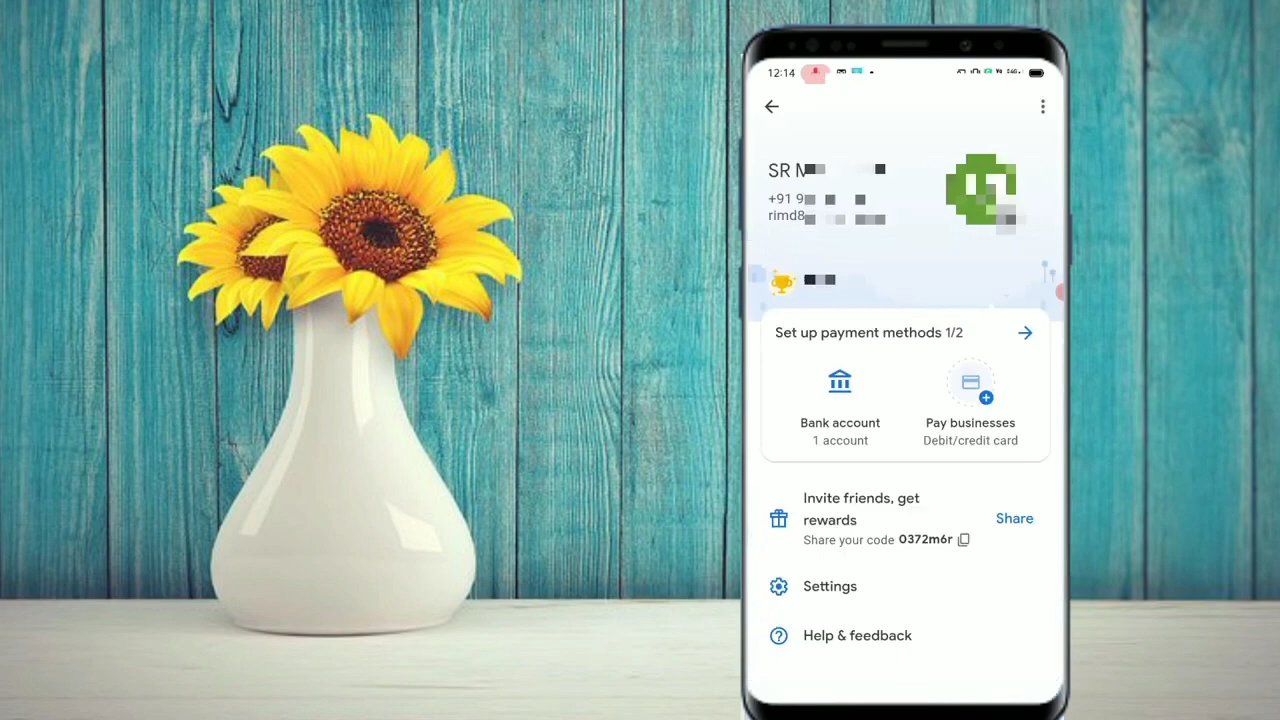 12:14
SR M
+91 9
rimd8
Set up payment methods 1/2
Bank account
1 account
Pay businesses
Debit/credit card
Invite friends, get
rewards
Share
Share your code 0372m6r
Settings
Help & feedback